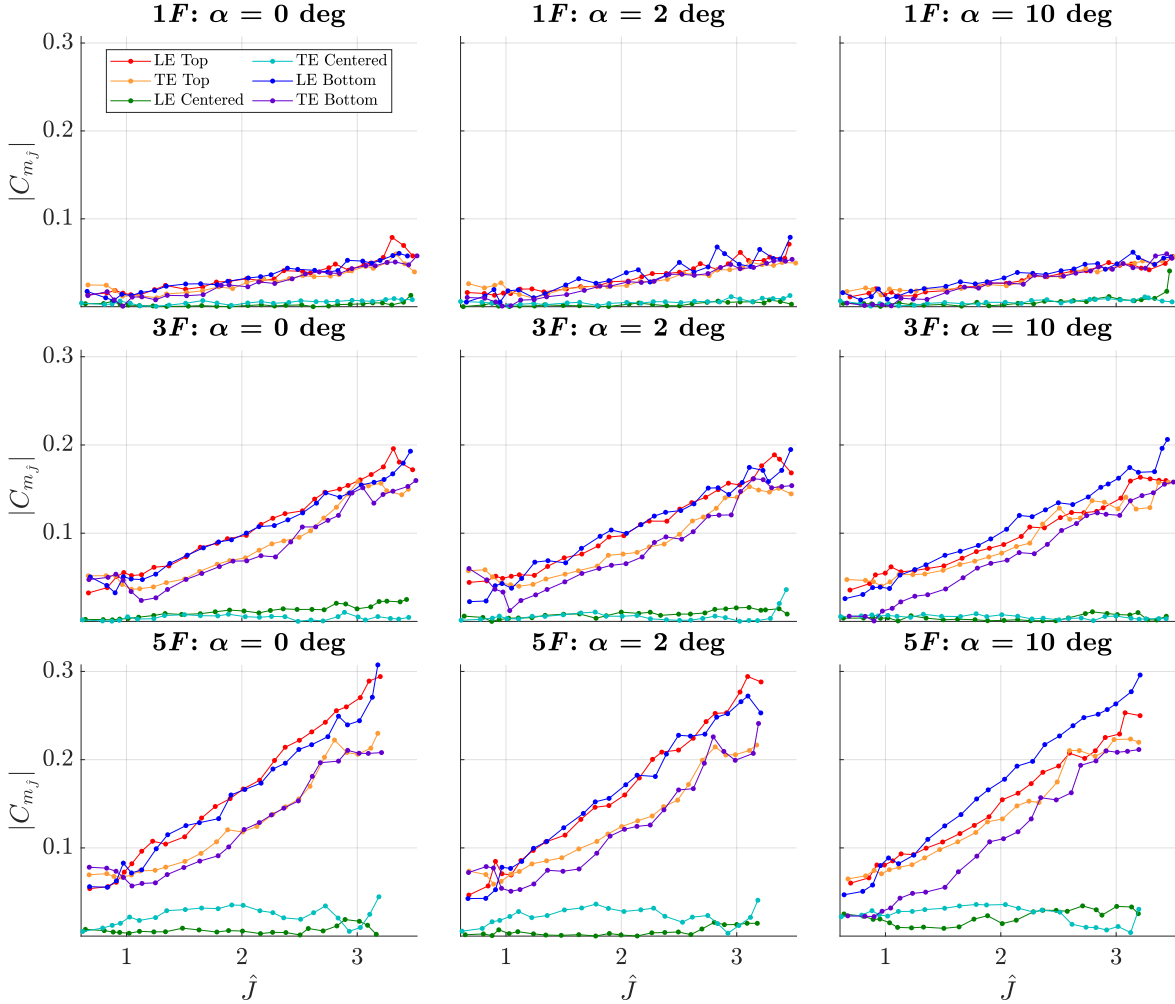 1F: α = 0 deg
1F: α = 2 deg
1F: α = 10 deg
0.3
0.2
0.1
|C_{m_Ĵ}|
LE Top
TE Top
LE Centered
TE Centered
LE Bottom
TE Bottom
3F: α = 0 deg
3F: α = 2 deg
3F: α = 10 deg
0.3
0.2
0.1
|C_{m_Ĵ}|
5F: α = 0 deg
5F: α = 2 deg
5F: α = 10 deg
0.3
0.2
0.1
|C_{m_Ĵ}|
1 2 3
1 2 3
1 2 3
Ĵ
Ĵ
Ĵ